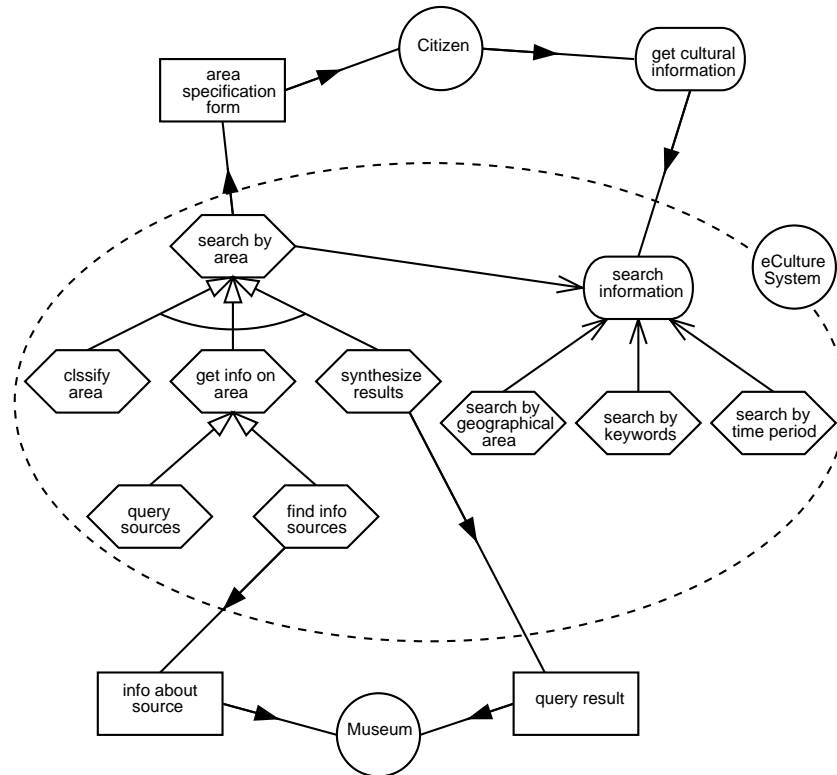 Citizen
get cultural
information
area
specification
form
search by
area
eCulture
System
search
information
clssify
area
get info on
area
synthesize
results
search by
geographical
area
search by
keywords
search by
time period
query
sources
find info
sources
info about
source
query result
Museum